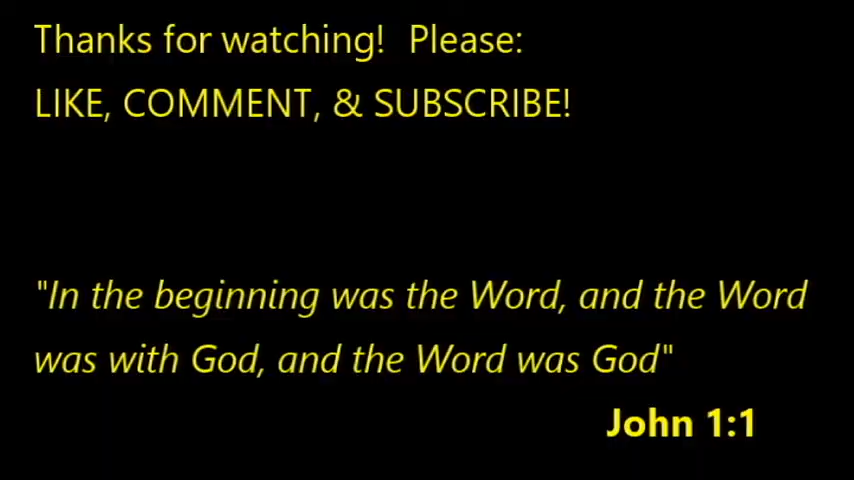 Thanks for watching!  Please:
LIKE, COMMENT, & SUBSCRIBE!
"In the beginning was the Word, and the Word
was with God, and the Word was God"
John 1:1